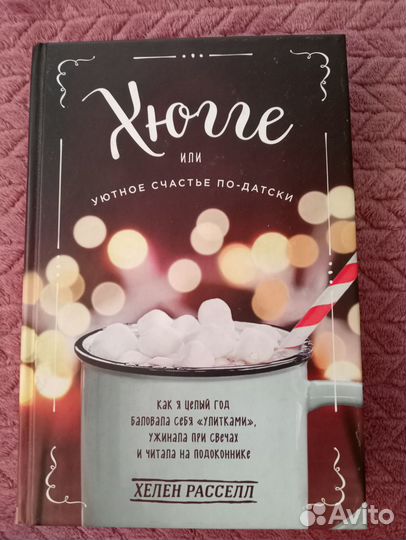 Хюгге
или
уютное счастье по-датски
Как я целый год
баловала себя «улитками»,
ужинала при свечах
и читала на подоконнике
Хелен Расселл
Avito